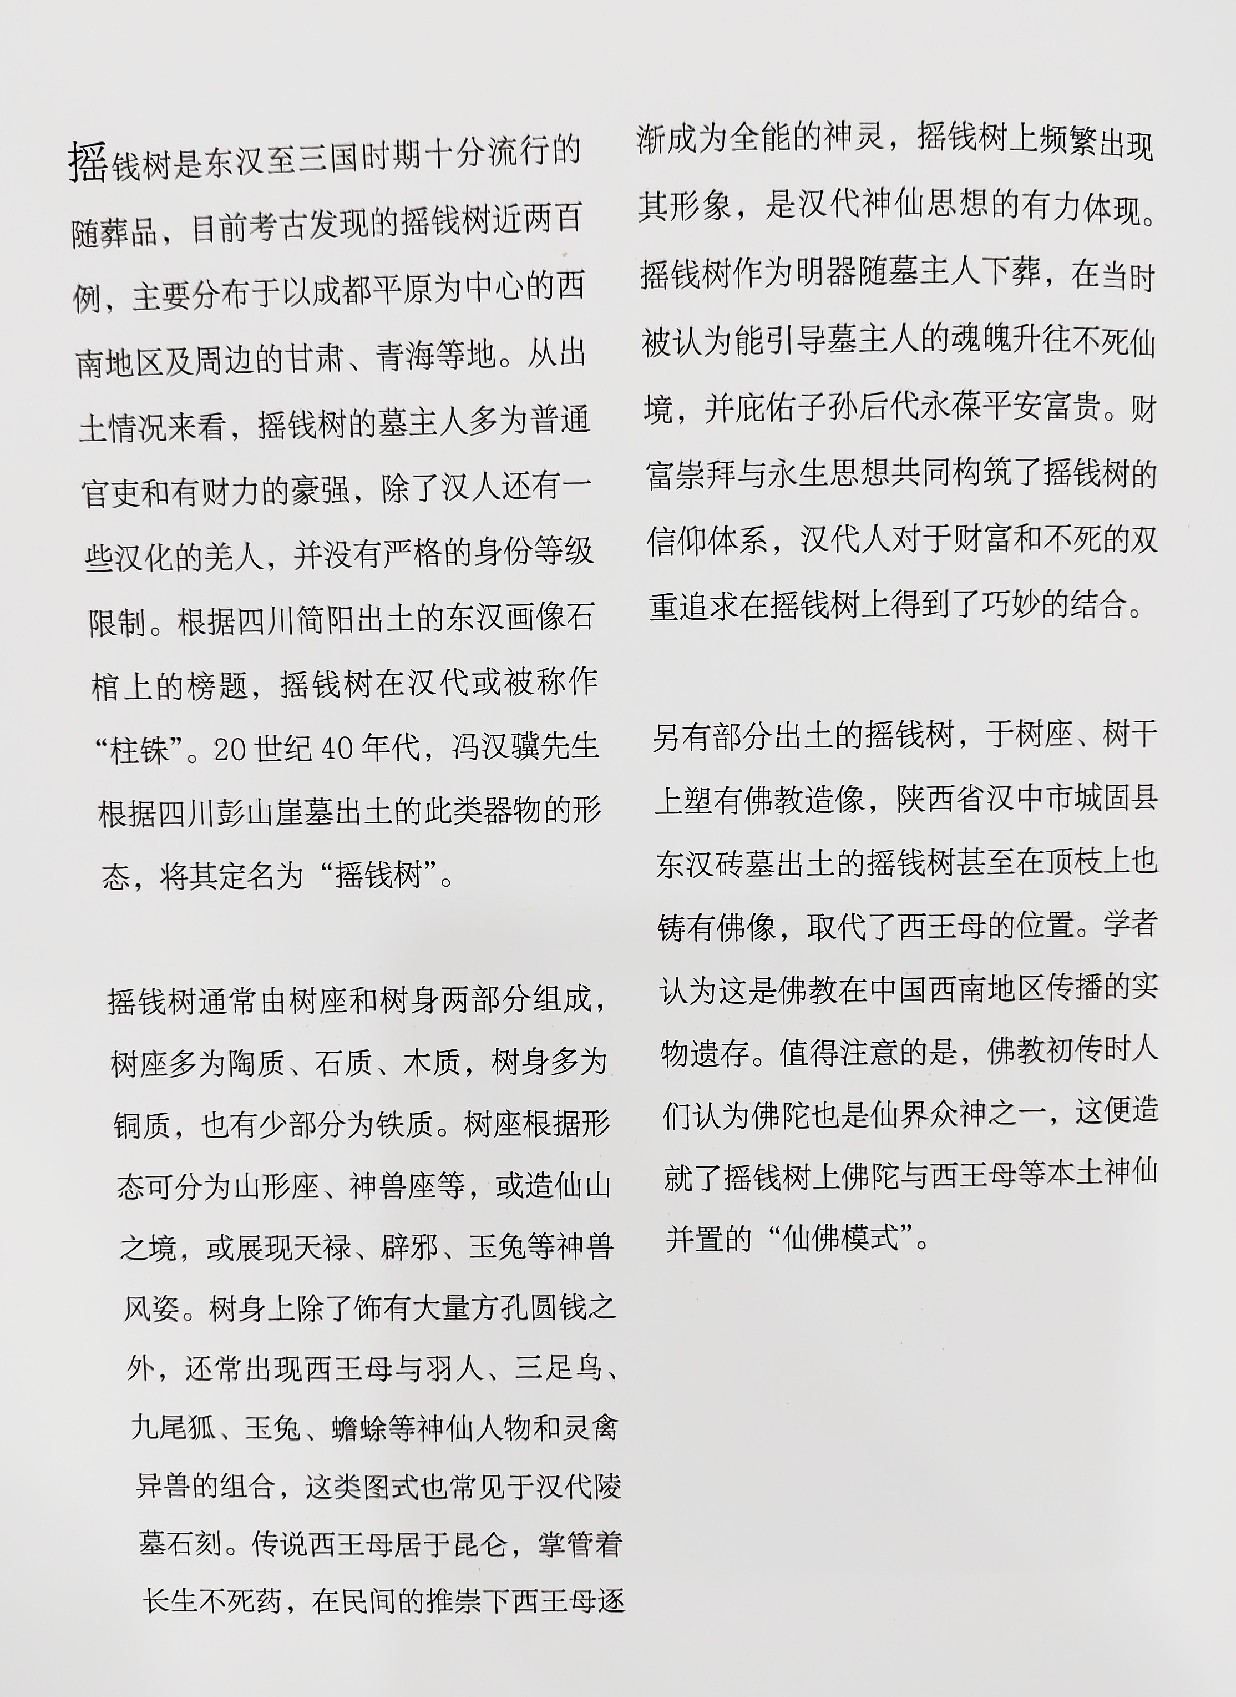 摇钱树是东汉至三国时期十分流行的
随葬品，目前考古发现的摇钱树近两百
例，主要分布于以成都平原为中心的西
南地区及周边的甘肃、青海等地。从出
土情况来看，摇钱树的墓主人多为普通
官吏和有财力的豪强，除了汉人还有一
些汉化的羌人，并没有严格的身份等级
限制。根据四川简阳出土的东汉画像石
棺上的榜题，摇钱树在汉代或被称作
“柱铢”。20世纪40年代，冯汉骥先生
根据四川彭山崖墓出土的此类器物的形
态，将其定名为“摇钱树”。
摇钱树通常由树座和树身两部分组成，
树座多为陶质、石质、木质，树身多为
铜质，也有少部分为铁质。树座根据形
态可分为山形座、神兽座等，或造仙山
之境，或展现天禄、辟邪、玉兔等神兽
风姿。树身上除了饰有大量方孔圆钱之
外，还常出现西王母与羽人、三足鸟、
九尾狐、玉兔、蟾蜍等神仙人物和灵禽
异兽的组合，这类图式也常见于汉代陵
墓石刻。传说西王母居于昆仑，掌管着
长生不死药，在民间的推崇下西王母逐
渐成为全能的神灵，摇钱树上频繁出现
其形象，是汉代神仙思想的有力体现。
摇钱树作为明器随墓主人下葬，在当时
被认为能引导墓主人的魂魄升往不死仙
境，并庇佑子孙后代永葆平安富贵。财
富崇拜与永生思想共同构筑了摇钱树的
信仰体系，汉代人对于财富和不死的双
重追求在摇钱树上得到了巧妙的结合。
另有部分出土的摇钱树，于树座、树干
上塑有佛教造像，陕西省汉中市城固县
东汉砖墓出土的摇钱树甚至在顶枝上也
铸有佛像，取代了西王母的位置。学者
认为这是佛教在中国西南地区传播的实
物遗存。值得注意的是，佛教初传时人
们认为佛陀也是仙界众神之一，这便造
就了摇钱树上佛陀与西王母等本土神仙
并置的“仙佛模式”。